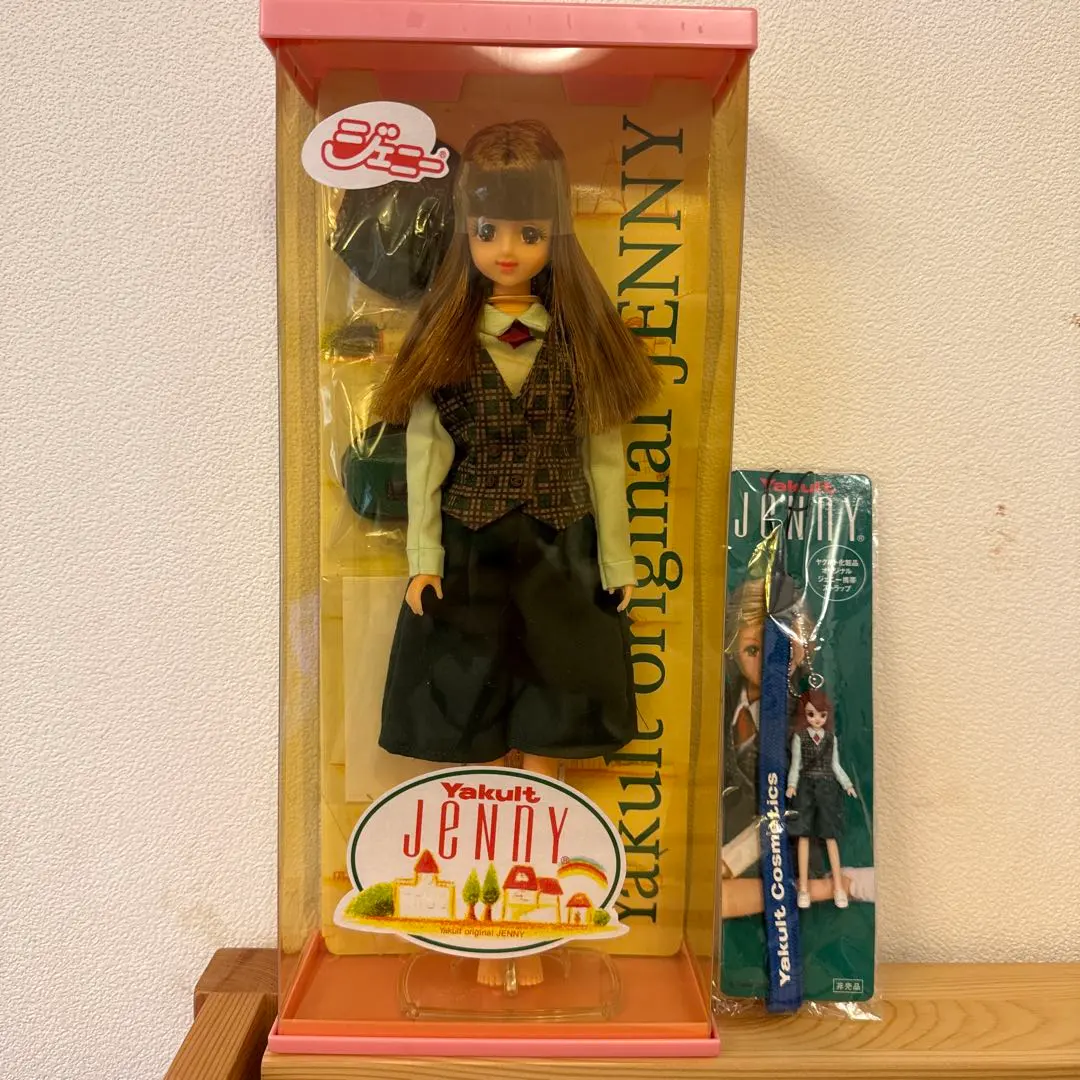 ジェニー®
Yakult original JENNY
Yakult
JENNY®
Yakult original JENNY
Yakult
JENNY®
ヤクルト化粧品
オリジナル
ジェニー携帯
ストラップ
Yakult Cosmetics
非売品